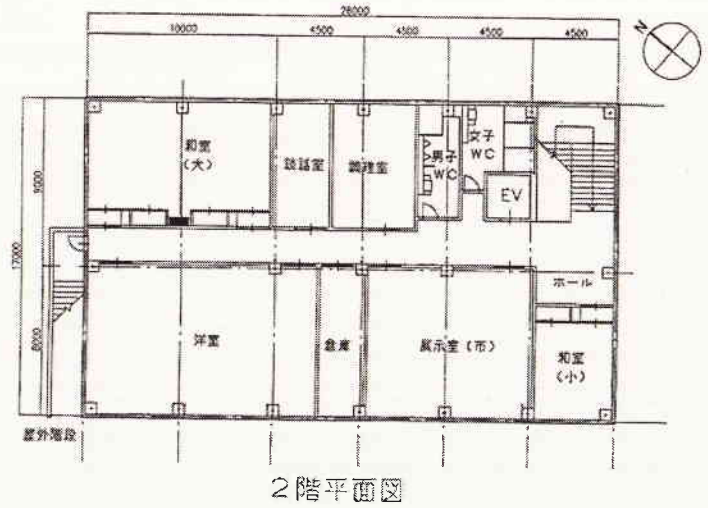 28000
10000 4500 4500 4500 4500
N
9000
17000
8000
和室
(大)
談話室
調理室
男子
WC
女子
WC
EV
ホール
洋室
倉庫
展示室(市)
和室
(小)
屋外階段
2階平面図